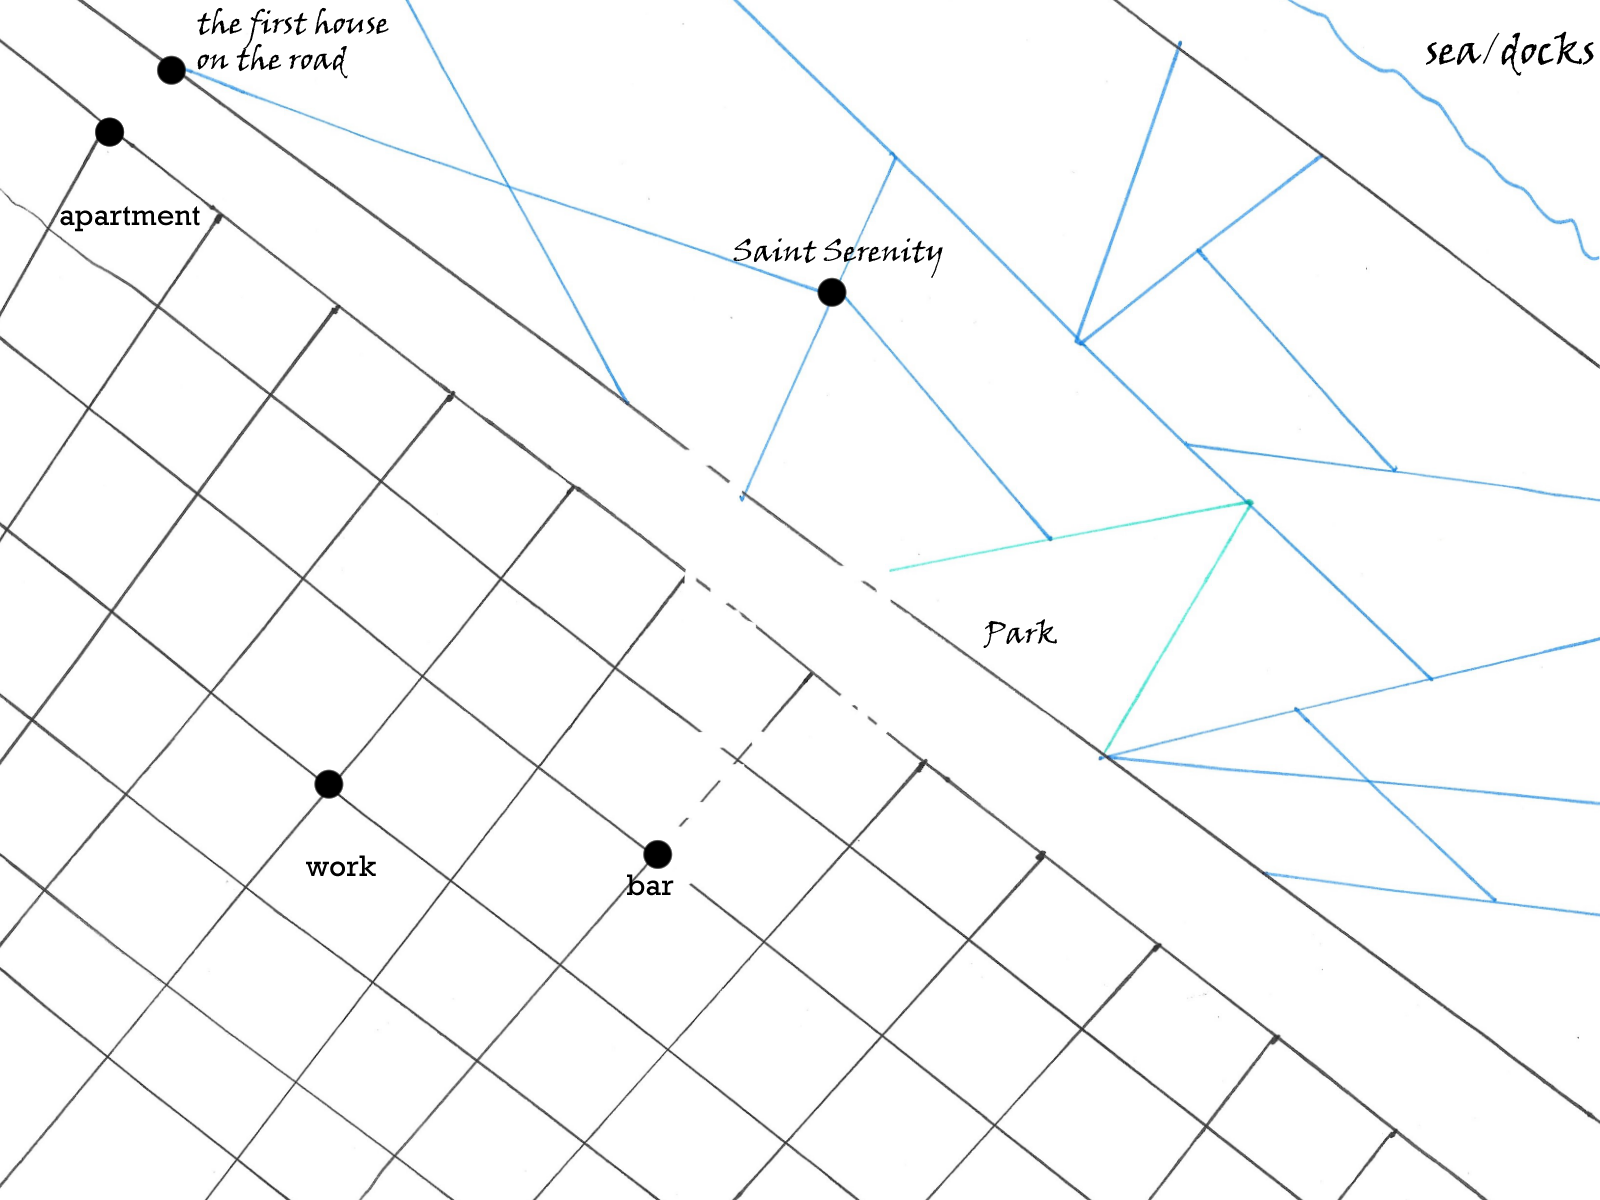 the first house
on the road
sea/docks
apartment
Saint Serenity
Park
work
bar